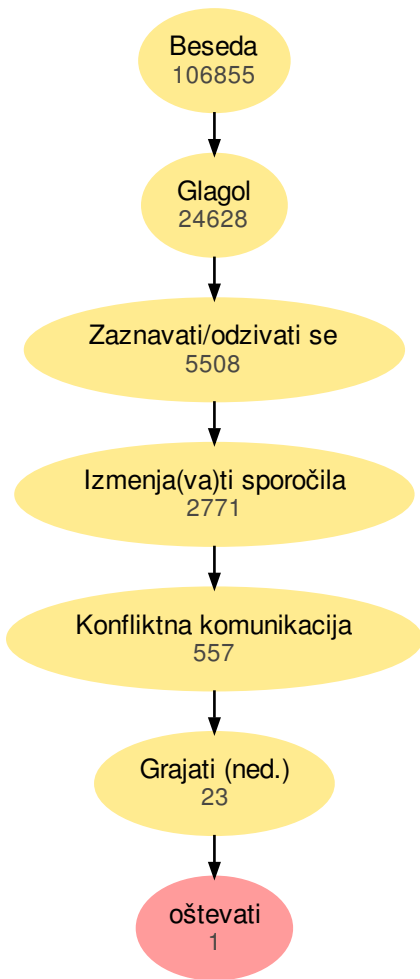 Beseda
106855
Glagol
24628
Zaznavati/odzivati se
5508
Izmenja(va)ti sporočila
2771
Konfliktna komunikacija
557
Grajati (ned.)
23
oštevati
1